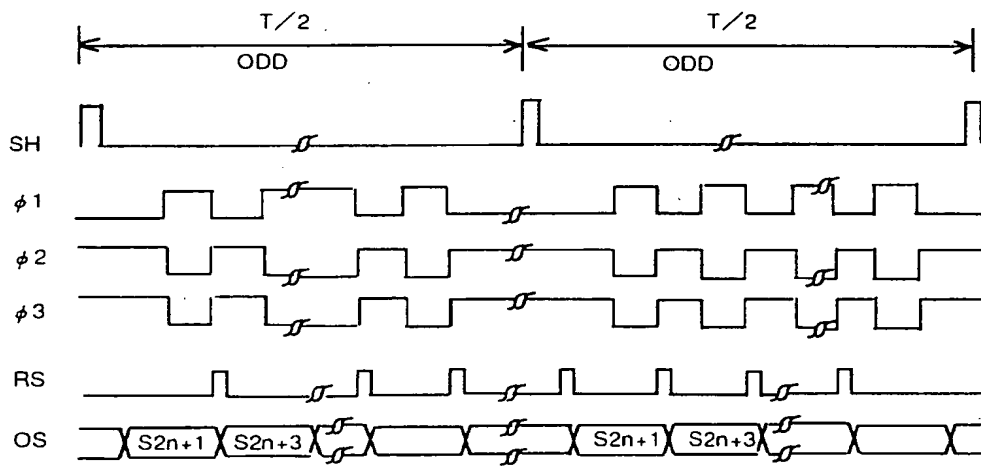 T/2 T/2
ODD ODD
SH
φ1
φ2
φ3
RS
OS S2n+1 S2n+3 S2n+1 S2n+3